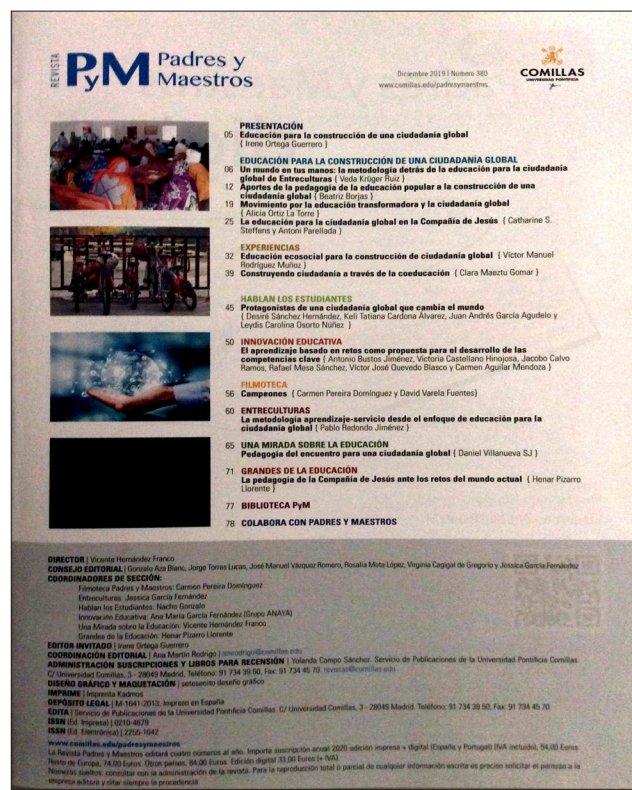 REVISTA
PyM Padres y
Maestros
Diciembre 2019 | Número 380
www.comillas.edu/padresymaestros
COMILLAS
UNIVERSIDAD PONTIFICIA
PRESENTACIÓN
05 Educación para la construcción de una ciudadanía global
{ Irene Ortega Guerrero }
EDUCACIÓN PARA LA CONSTRUCCIÓN DE UNA CIUDADANÍA GLOBAL
06 Un mundo en tus manos: la metodología detrás de la educación para la ciudadanía
global de Entreculturas { Veda Krüger Ruiz }
12 Aportes de la pedagogía de la educación popular a la construcción de una
ciudadanía global { Beatriz Borjas }
19 Movimiento por la educación transformadora y la ciudadanía global
{ Alicia Ortiz La Torre }
25 La educación para la ciudadanía global en la Compañía de Jesús { Catharine S.
Steffens y Antoni Parellada }
EXPERIENCIAS
32 Educación ecosocial para la construcción de ciudadanía global { Víctor Manuel
Rodríguez Muñoz }
39 Construyendo ciudadanía a través de la coeducación { Clara Maeztu Gomar }
HABLAN LOS ESTUDIANTES
45 Protagonistas de una ciudadanía global que cambia el mundo
{ Desiré Sánchez Hernández, Keli Tatiana Cardona Álvarez, Juan Andrés García Agudelo y
Leydis Carolina Osorto Núñez }
50 INNOVACIÓN EDUCATIVA
El aprendizaje basado en retos como propuesta para el desarrollo de las
competencias clave { Antonio Bustos Jiménez, Victoria Castellano Hinojosa, Jacobo Calvo
Ramos, Rafael Mesa Sánchez, Víctor José Quevedo Blasco y Carmen Aguilar Mendoza }
FILMOTECA
56 Campeones { Carmen Pereira Domínguez y David Varela Fuentes}
60 ENTRECULTURAS
La metodología aprendizaje-servicio desde el enfoque de educación para la
ciudadanía global { Pablo Redondo Jiménez }
65 UNA MIRADA SOBRE LA EDUCACIÓN
Pedagogía del encuentro para una ciudadanía global { Daniel Villanueva SJ }
71 GRANDES DE LA EDUCACIÓN
La pedagogía de la Compañía de Jesús ante los retos del mundo actual { Henar Pizarro
Llorente }
77 BIBLIOTECA PyM
78 COLABORA CON PADRES Y MAESTROS
DIRECTOR | Vicente Hernández Franco
CONSEJO EDITORIAL | Gonzalo Aza Blanc, Jorge Torres Lucas, José Manuel Vázquez Romero, Rosalía Mota López, Virginia Cagigal de Gregorio y Jessica García Fernández
COORDINADORES DE SECCIÓN:
Filmoteca Padres y Maestros: Carmen Pereira Domínguez
Entreculturas: Jessica García Fernández
Hablan los Estudiantes: Nacho Gonzalo
Innovación Educativa: Ana María García Fernández (Grupo ANAYA)
Una Mirada sobre la Educación: Vicente Hernández Franco
Grandes de la Educación: Henar Pizarro Llorente
EDITOR INVITADO | Irene Ortega Guerrero
COORDINACIÓN EDITORIAL | Ana Martín Rodrigo | amrodrigo@comillas.edu
ADMINISTRACIÓN SUSCRIPCIONES Y LIBROS PARA RECENSIÓN | Yolanda Campo Sánchez. Servicio de Publicaciones de la Universidad Pontificia Comillas.
C/ Universidad Comillas, 3 - 28049 Madrid. Teléfono: 91 734 39 50, Fax: 91 734 45 70. revistas@comillas.edu
DISEÑO GRÁFICO Y MAQUETACIÓN | setesento deseño gráfico
IMPRIME | Imprenta Kadmos
DEPÓSITO LEGAL | M-1641-2013. Impreso en España
EDITA | Servicio de Publicaciones de la Universidad Pontificia Comillas. C/ Universidad Comillas, 3 - 28049 Madrid. Teléfono: 91 734 39 50, Fax: 91 734 45 70
ISSN (Ed. Impresa) | 0210-4679
ISSN (Ed. Electrónica) | 2255-1042
www.comillas.edu/padresymaestros
La Revista Padres y Maestros editará cuatro números al año. Importe suscripción anual 2020 edición impresa + digital (España y Portugal) (IVA incluido), 54,00 Euros
Resto de Europa, 74,00 Euros. Otros países, 84,00 Euros. Edición digital 33,00 Euros (+ IVA).
Números sueltos: consultar con la administración de la revista. Para la reproducción total o parcial de cualquier información escrita es preciso solicitar el permiso a la
empresa editora y citar siempre la procedencia